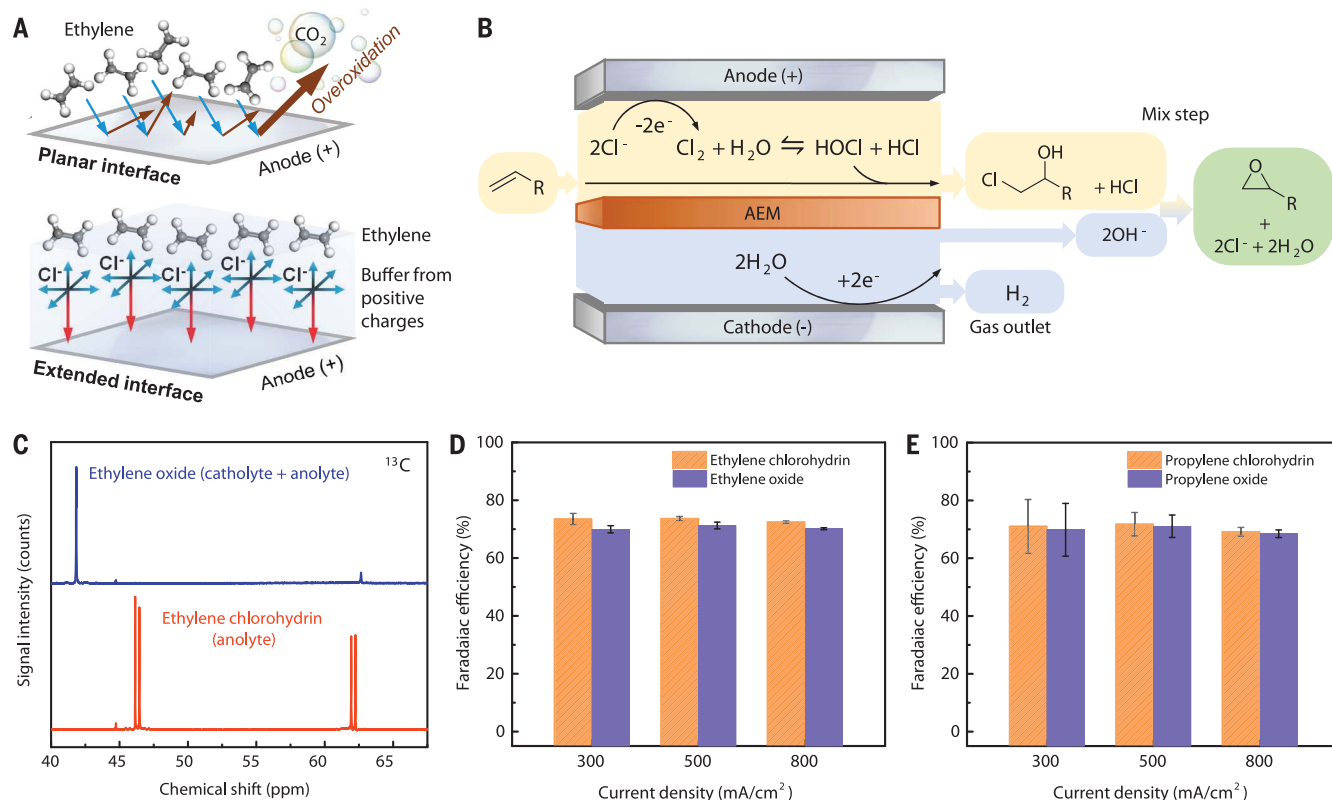 A
Ethylene
CO2
Overoxidation
Planar interface
Anode (+)
Ethylene
Cl-
Cl-
Cl-
Cl-
Cl-
Buffer from
positive
charges
Extended interface
Anode (+)
B
Anode (+)
-2e-
2Cl-
Cl2 + H2O ⇋ HOCl + HCl
R
AEM
2H2O
+2e-
Cathode (-)
OH
Cl
R
+ HCl
2OH-
H2
Gas outlet
Mix step
O
R
+
2Cl- + 2H2O
C
13C
Ethylene oxide (catholyte + anolyte)
Ethylene chlorohydrin
(anolyte)
Signal intensity (counts)
40 45 50 55 60 65
Chemical shift (ppm)
D
Ethylene chlorohydrin
Ethylene oxide
Faradaiac efficiency (%)
100
80
60
40
20
0
300 500 800
Current density (mA/cm2)
E
Propylene chlorohydrin
Propylene oxide
Faradaiac efficiency (%)
100
80
60
40
20
0
300 500 800
Current density (mA/cm2)